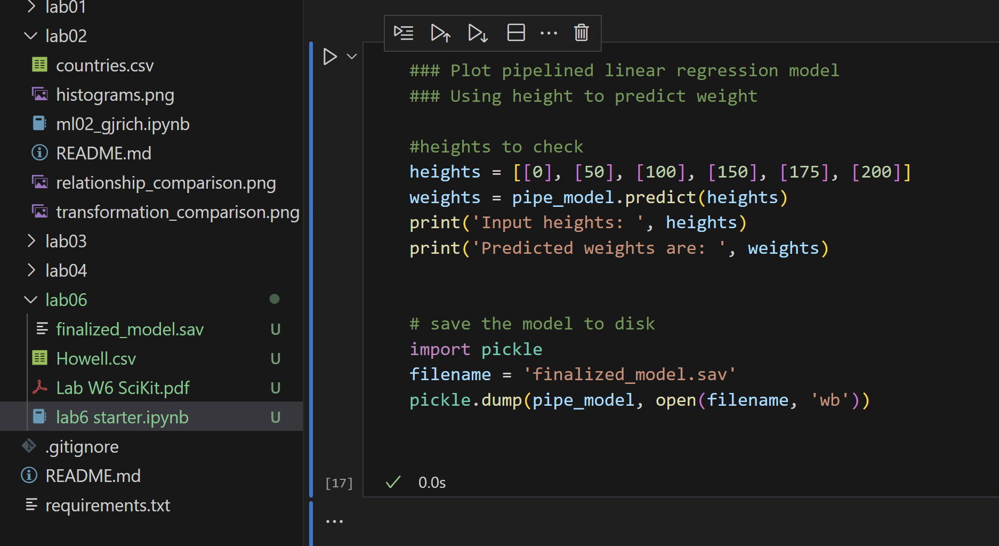 lab01
lab02
countries.csv
histograms.png
ml02_gjrich.ipynb
README.md
relationship_comparison.png
transformation_comparison.png
lab03
lab04
lab06
finalized_model.sav U
Howell.csv U
Lab W6 SciKit.pdf U
lab6 starter.ipynb U
.gitignore
README.md
requirements.txt
### Plot pipelined linear regression model
### Using height to predict weight
#heights to check
heights = [[0], [50], [100], [150], [175], [200]]
weights = pipe_model.predict(heights)
print('Input heights: ', heights)
print('Predicted weights are: ', weights)
# save the model to disk
import pickle
filename = 'finalized_model.sav'
pickle.dump(pipe_model, open(filename, 'wb'))
[17] 0.0s
...